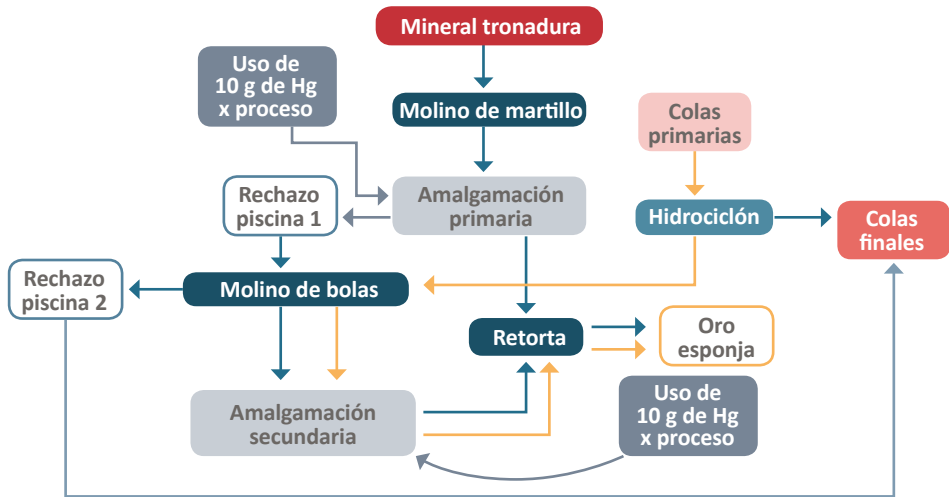 Mineral tronadura
Uso de
10 g de Hg
x proceso
Molino de martillo
Colas
primarias
Rechazo
piscina 1
Amalgamación
primaria
Hidrociclón
Colas
finales
Rechazo
piscina 2
Molino de bolas
Retorta
Oro
esponja
Amalgamación
secundaria
Uso de
10 g de Hg
x proceso